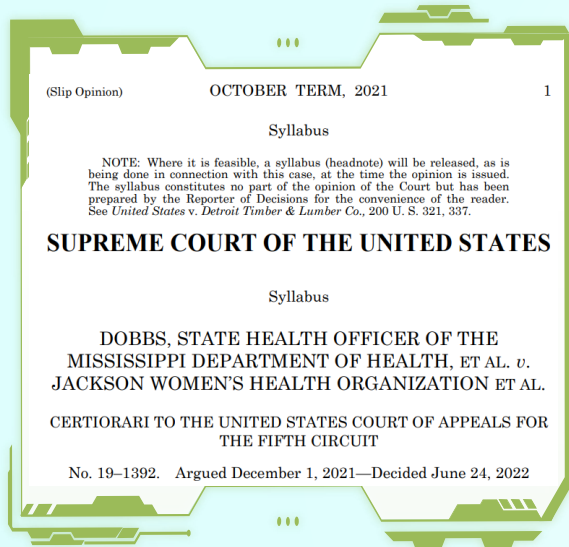 (Slip Opinion) OCTOBER TERM, 2021 1
Syllabus
NOTE: Where it is feasible, a syllabus (headnote) will be released, as is
being done in connection with this case, at the time the opinion is issued.
The syllabus constitutes no part of the opinion of the Court but has been
prepared by the Reporter of Decisions for the convenience of the reader.
See United States v. Detroit Timber & Lumber Co., 200 U. S. 321, 337.
SUPREME COURT OF THE UNITED STATES
Syllabus
DOBBS, STATE HEALTH OFFICER OF THE
MISSISSIPPI DEPARTMENT OF HEALTH, ET AL. v.
JACKSON WOMEN’S HEALTH ORGANIZATION ET AL.
CERTIORARI TO THE UNITED STATES COURT OF APPEALS FOR
THE FIFTH CIRCUIT
No. 19–1392. Argued December 1, 2021—Decided June 24, 2022